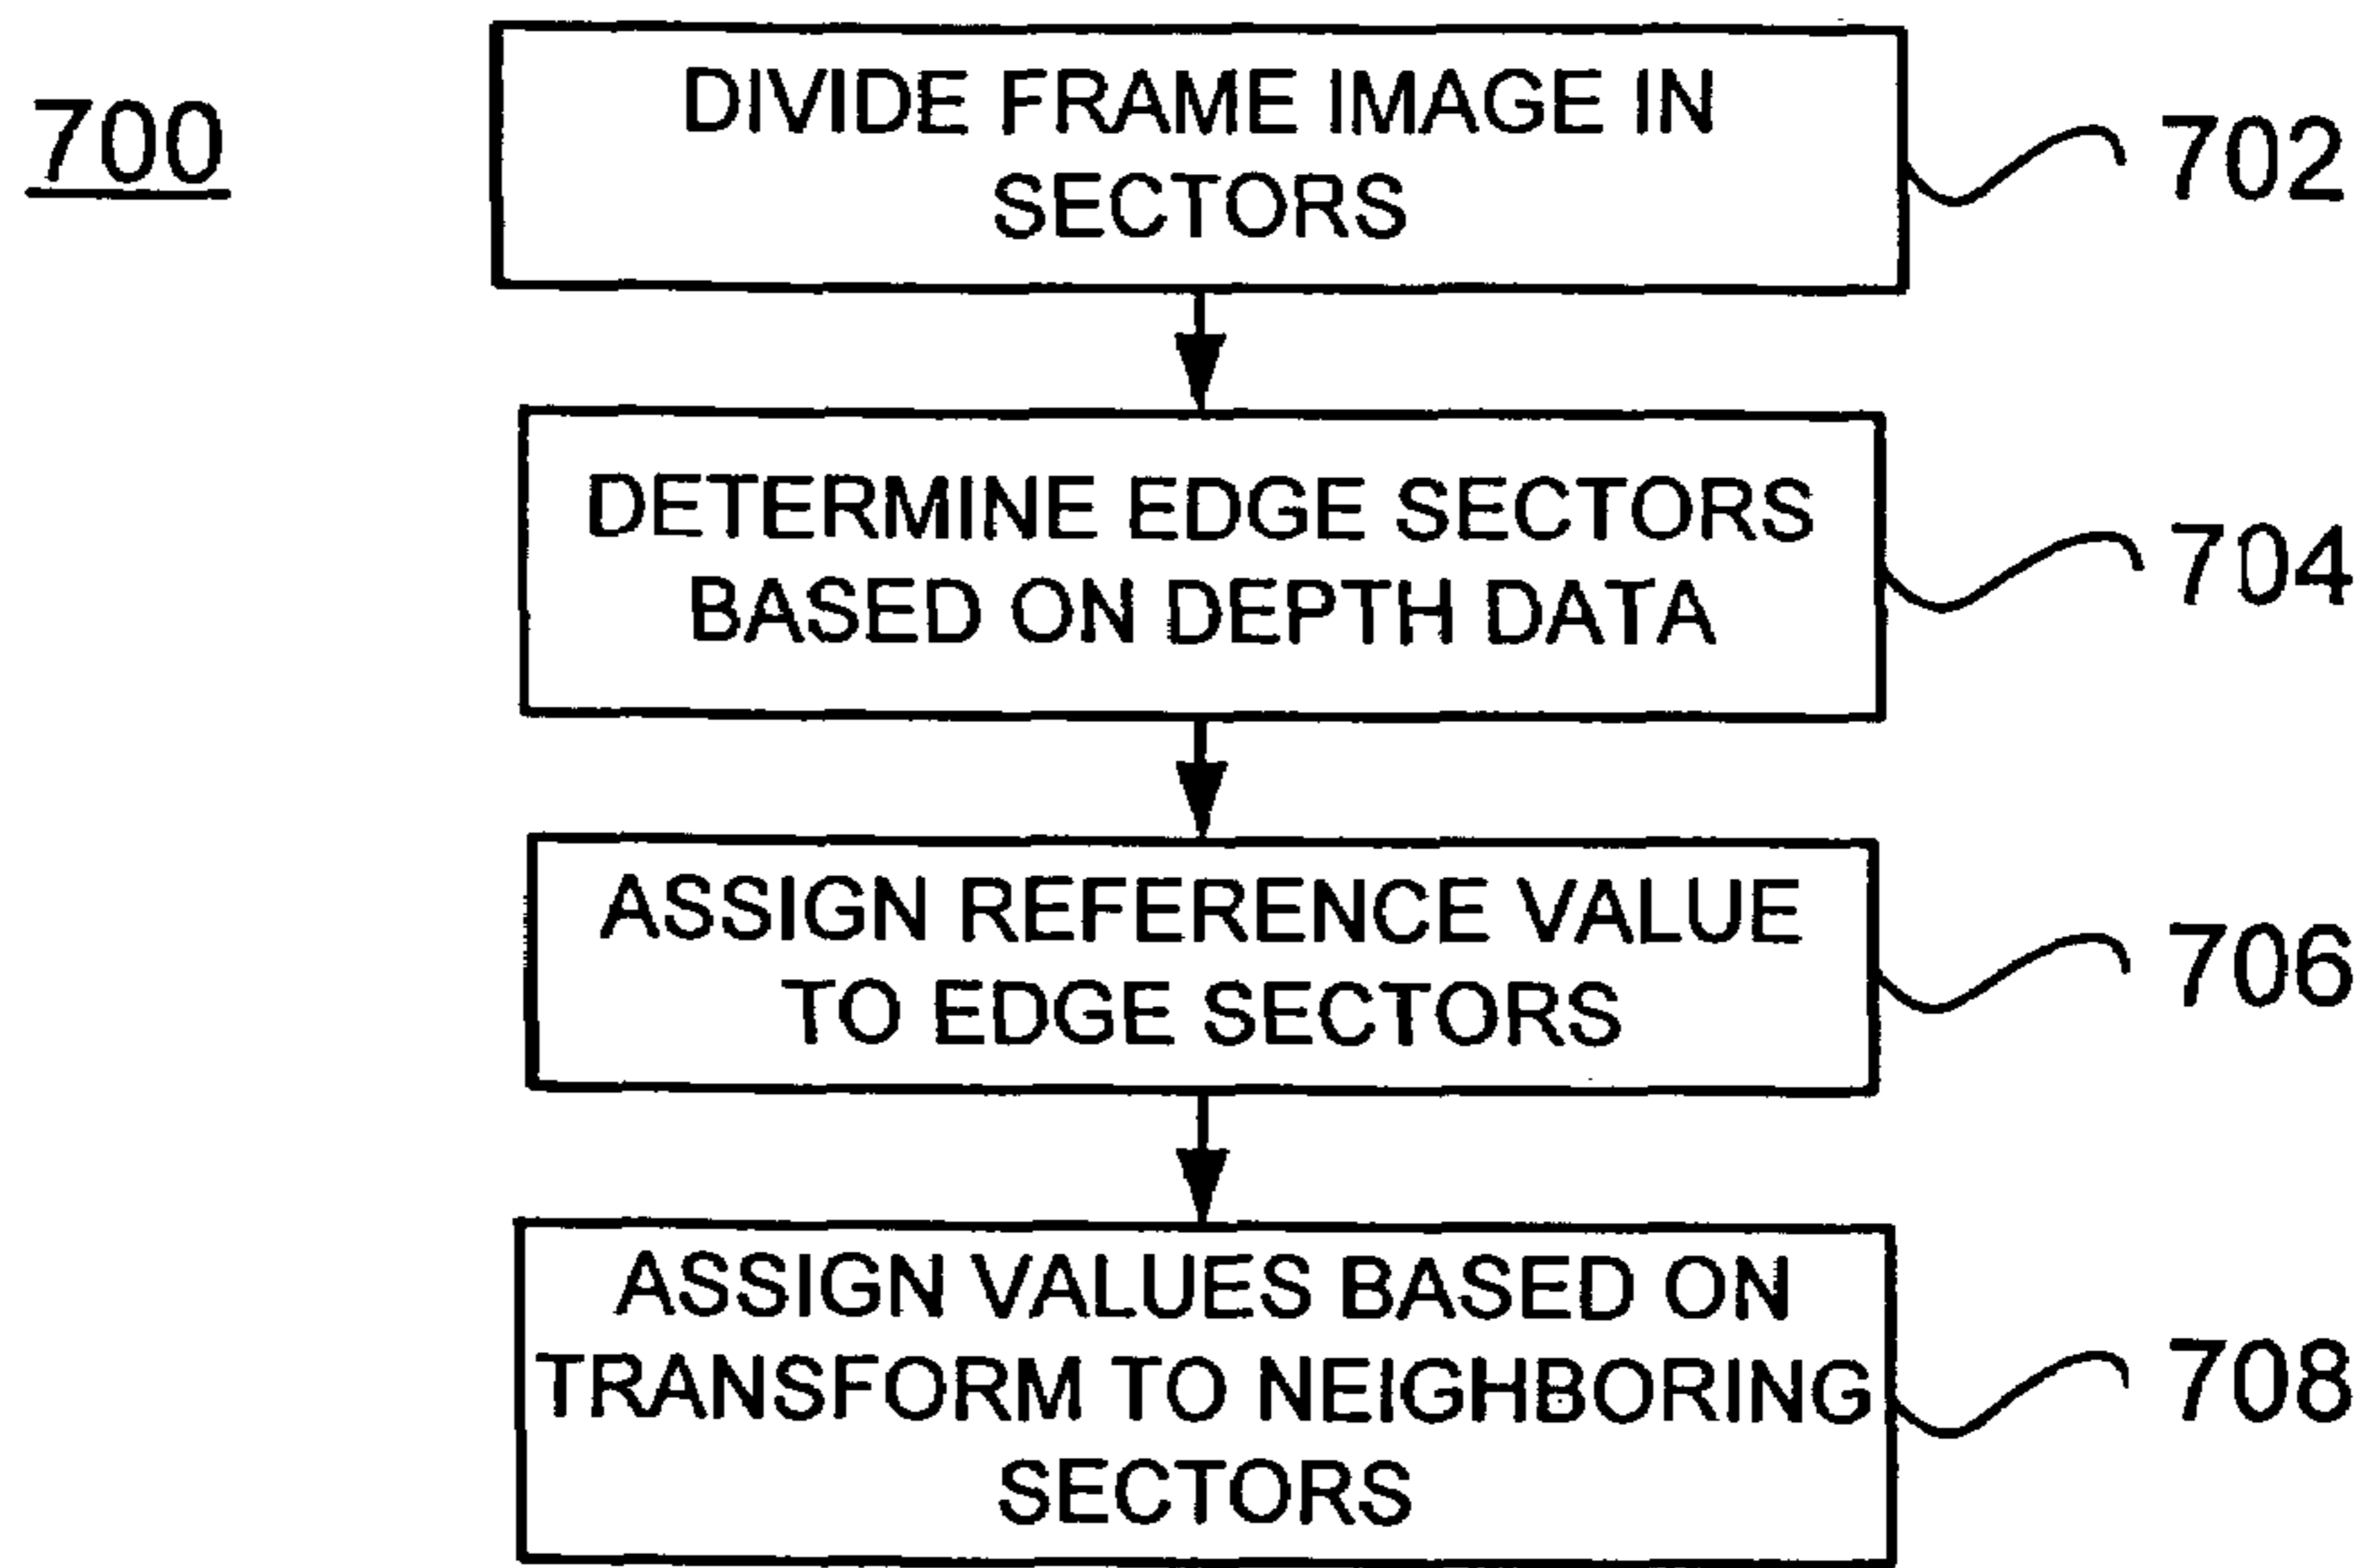 700
DIVIDE FRAME IMAGE IN
SECTORS
702
DETERMINE EDGE SECTORS
BASED ON DEPTH DATA
704
ASSIGN REFERENCE VALUE
TO EDGE SECTORS
706
ASSIGN VALUES BASED ON
TRANSFORM TO NEIGHBORING
SECTORS
708